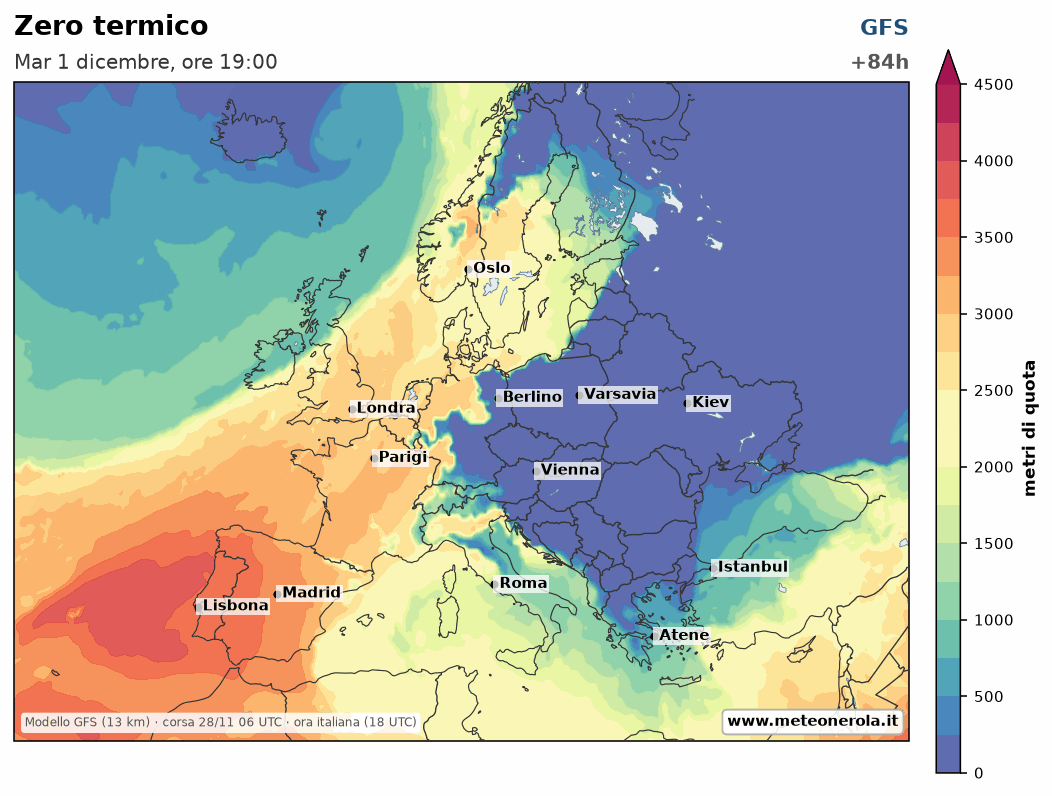 Zero termico
GFS
Mar 1 dicembre, ore 19:00
+84h
4500
4000
3500
3000
2500
2000
1500
1000
500
0
metri di quota
Oslo
Berlino
Varsavia
Kiev
Londra
Parigi
Vienna
Istanbul
Roma
Madrid
Lisbona
Atene
Modello GFS (13 km) · corsa 28/11 06 UTC · ora italiana (18 UTC)
www.meteonerola.it